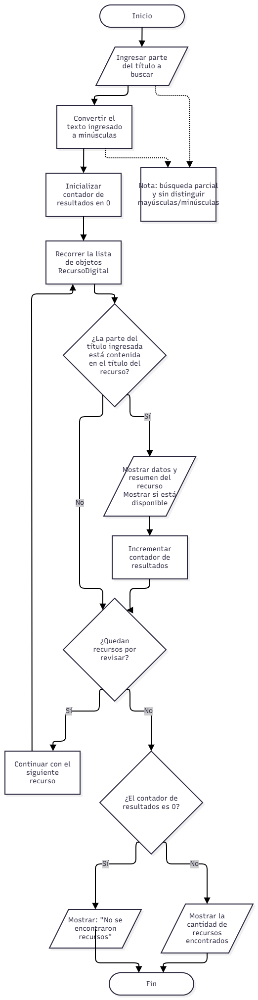 Inicio
Ingresar parte
del título a
buscar
Convertir el
texto ingresado
a minúsculas
Inicializar
contador de
resultados en 0
Nota: búsqueda parcial
y sin distinguir
mayúsculas/minúsculas
Recorrer la lista
de objetos
RecursoDigital
¿La parte del
título ingresada
está contenida
en el título del
recurso?
Sí
Mostrar datos y
resumen del
recurso
Mostrar si está
disponible
No
Incrementar
contador de
resultados
¿Quedan
recursos por
revisar?
Sí
No
Continuar con el
siguiente
recurso
¿El contador de
resultados es 0?
Sí
No
Mostrar: "No se
encontraron
recursos"
Mostrar la
cantidad de
recursos
encontrados
Fin